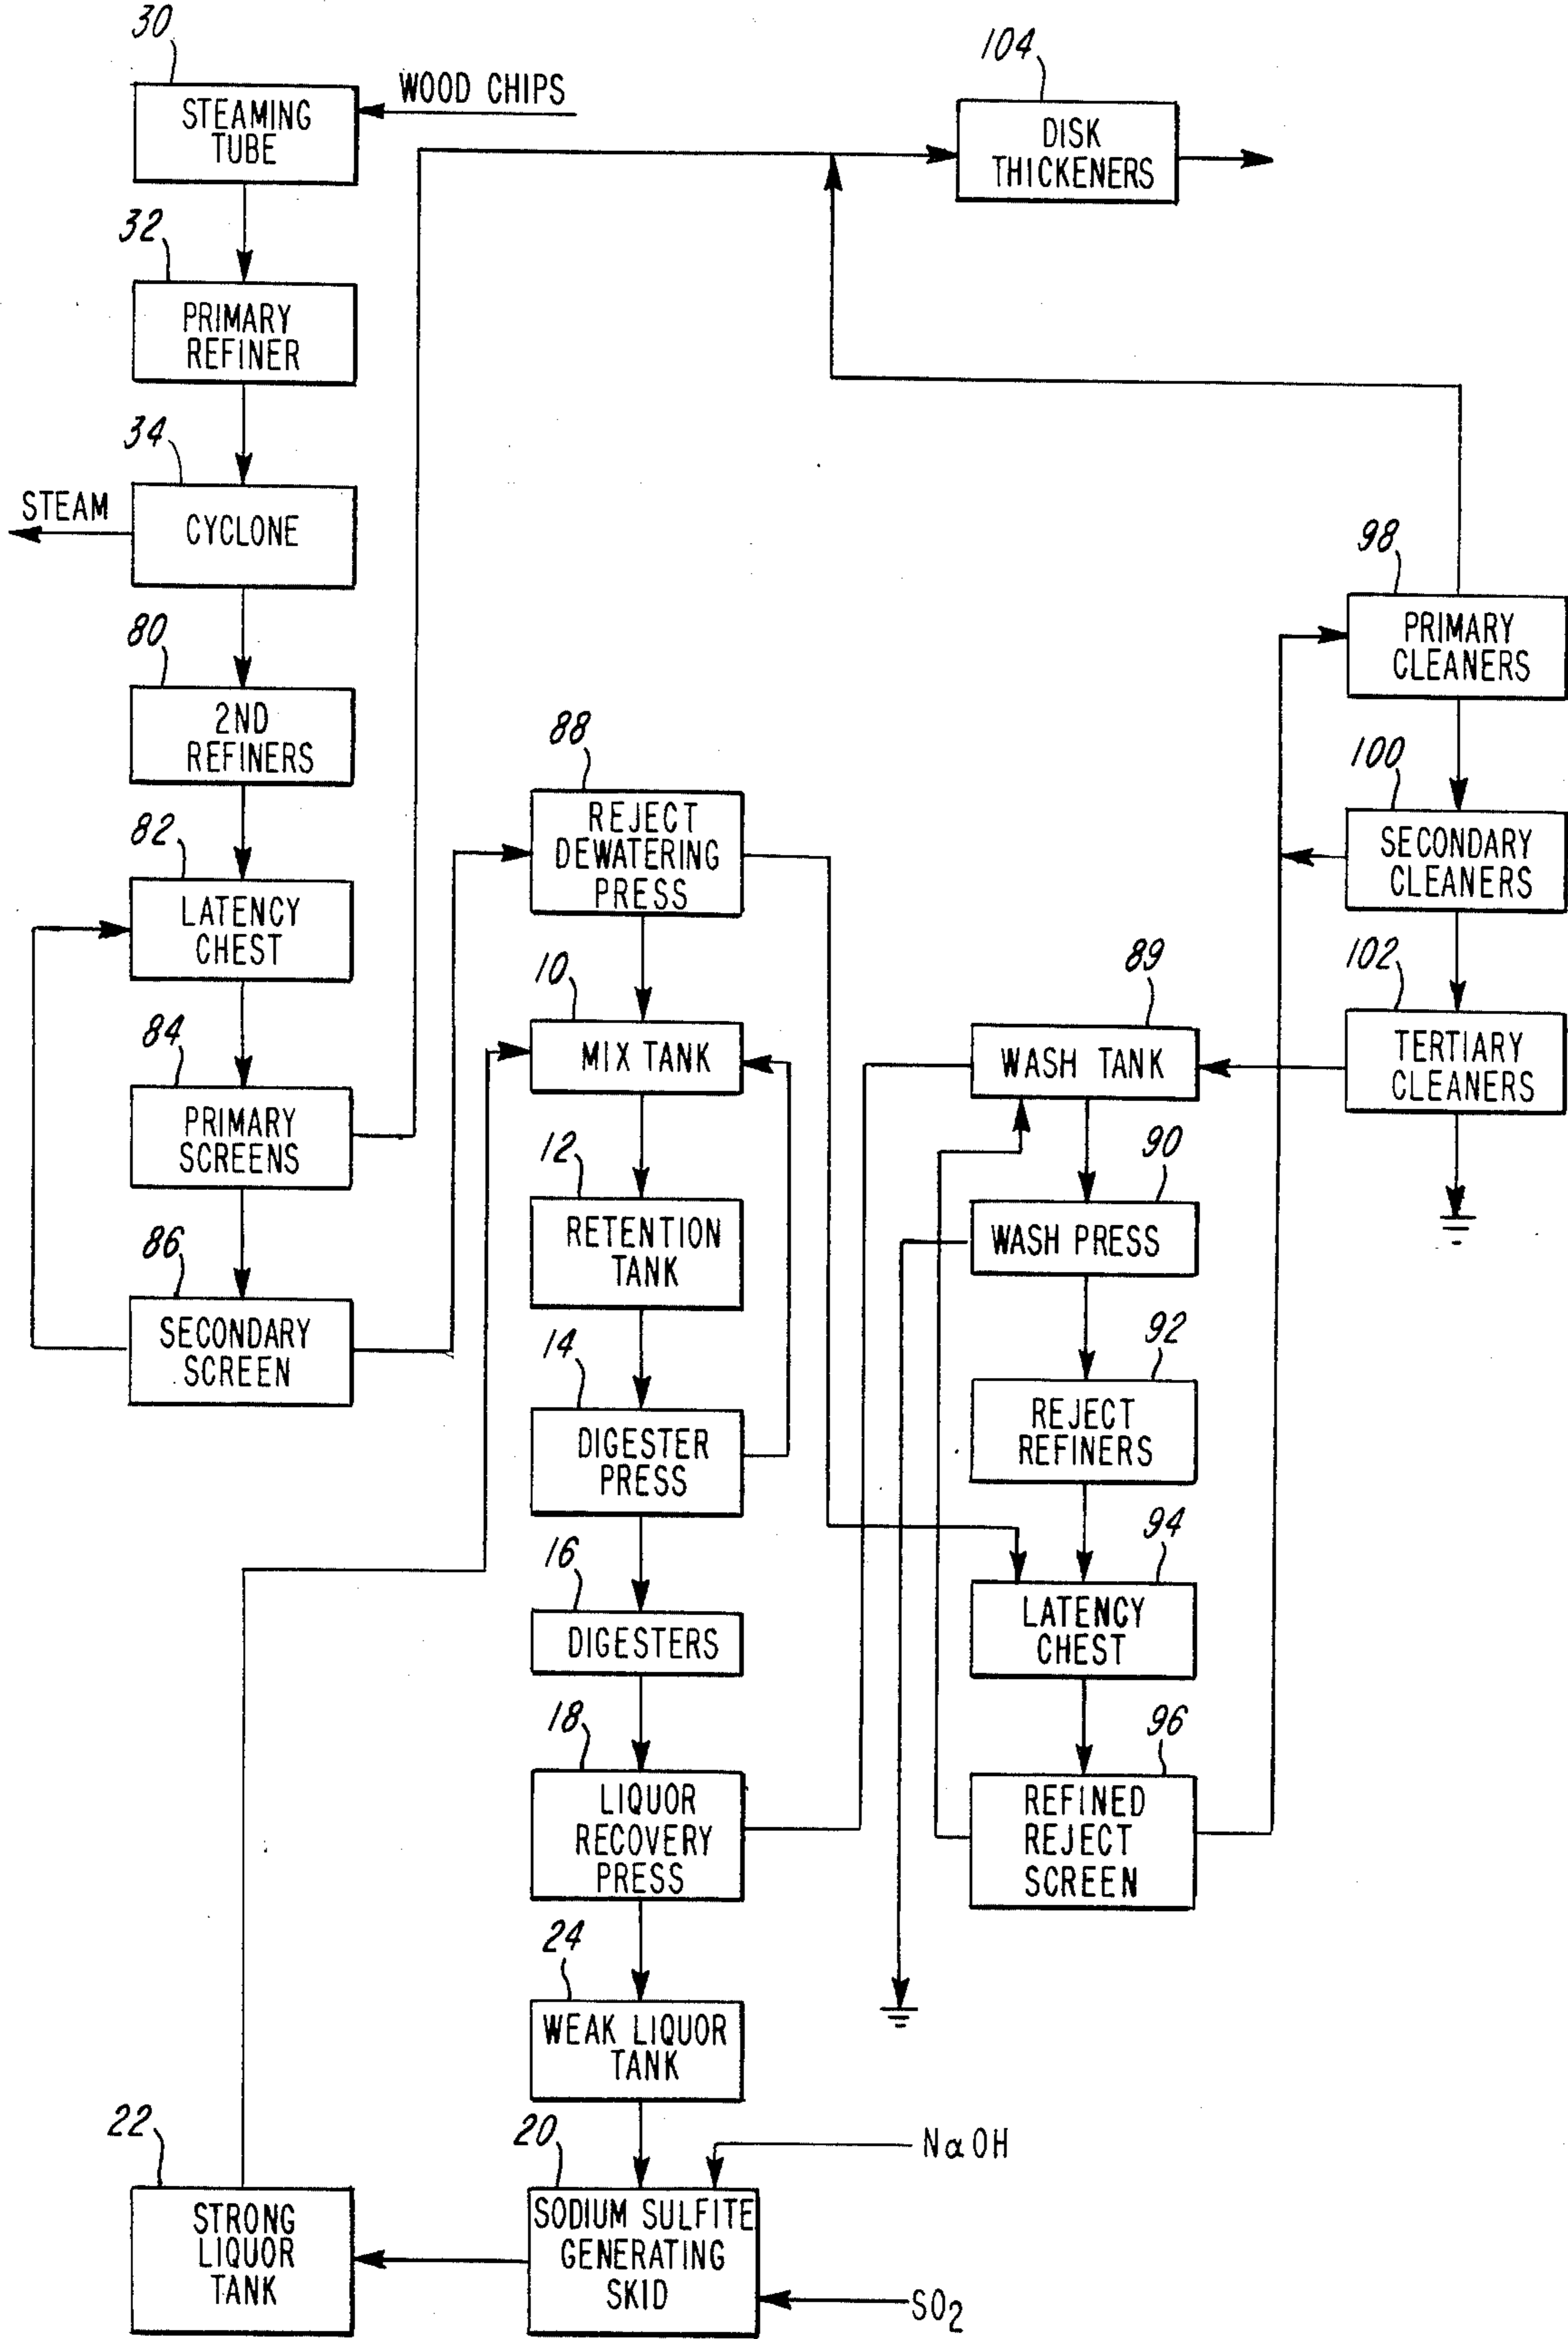 30
STEAMING
TUBE
WOOD CHIPS
104
DISK
THICKENERS
32
PRIMARY
REFINER
34
CYCLONE
STEAM
80
2ND
REFINERS
82
LATENCY
CHEST
84
PRIMARY
SCREENS
86
SECONDARY
SCREEN
88
REJECT
DEWATERING
PRESS
10
MIX TANK
12
RETENTION
TANK
14
DIGESTER
PRESS
16
DIGESTERS
18
LIQUOR
RECOVERY
PRESS
24
WEAK LIQUOR
TANK
20
SODIUM SULFITE
GENERATING
SKID
NaOH
SO2
22
STRONG
LIQUOR
TANK
89
WASH TANK
90
WASH PRESS
92
REJECT
REFINERS
94
LATENCY
CHEST
96
REFINED
REJECT
SCREEN
98
PRIMARY
CLEANERS
100
SECONDARY
CLEANERS
102
TERTIARY
CLEANERS